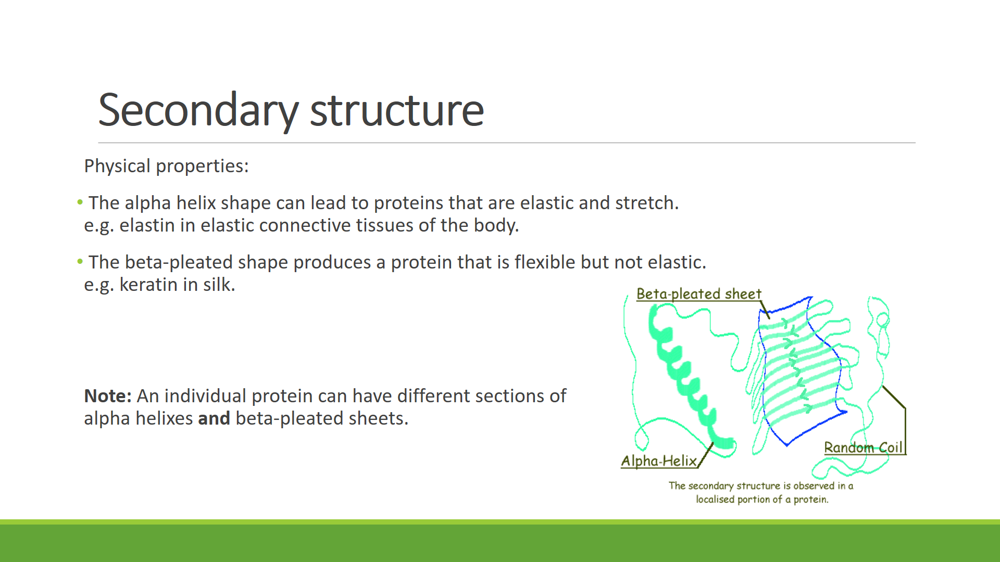 Secondary structure
Physical properties:
• The alpha helix shape can lead to proteins that are elastic and stretch.
e.g. elastin in elastic connective tissues of the body.
• The beta-pleated shape produces a protein that is flexible but not elastic.
e.g. keratin in silk.
Note: An individual protein can have different sections of
alpha helixes and beta-pleated sheets.
Beta-pleated sheet
Alpha-Helix
Random Coil
The secondary structure is observed in a
localised portion of a protein.